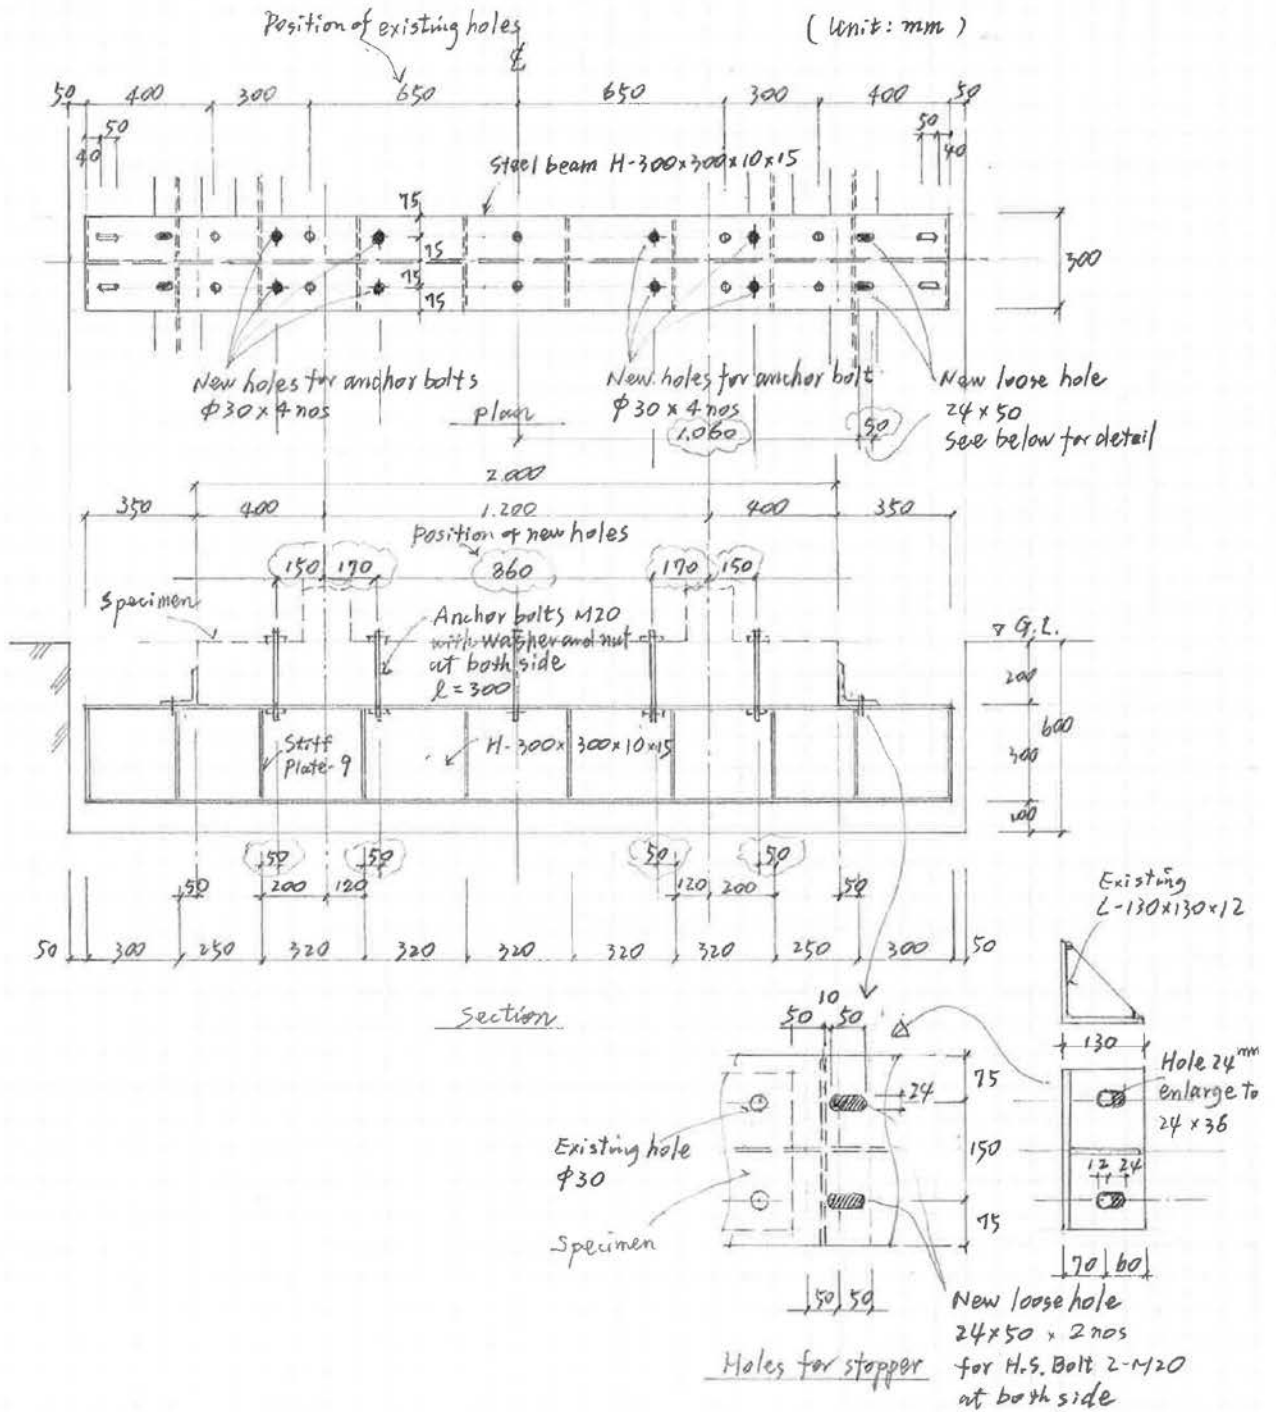 Position of existing holes
(Unit: mm)
℄
50 400 300 650 650 300 400 50
50 50
40 40
Steel beam H-300x300x10x15
75
75
75
75
300
New holes for anchor bolts
φ30 x 4 nos
New holes for anchor bolt
φ30 x 4 nos
New loose hole
24 x 50
see below for detail
plan
1.060 50
2.000
350 400 1.200 400 350
Position of new holes
150 170 860 170 150
Specimen
Anchor bolts M20
with washer and nut
at both side
l = 300
▽ G.L.
200
600
300
100
Stiff
Plate-9
H-300x300x10x15
50 50 50 50
50 200 120 120 200 50
50 300 250 320 320 320 320 320 250 300 50
Section
Existing
L-130x130x12
130
Hole 24mm
enlarge to
24 x 36
12 24
70 60
10
50 50
24
75
150
75
Existing hole
φ30
Specimen
50 50
New loose hole
24x50 x 2 nos
for H.S. Bolt 2-M20
at both side
Holes for stopper